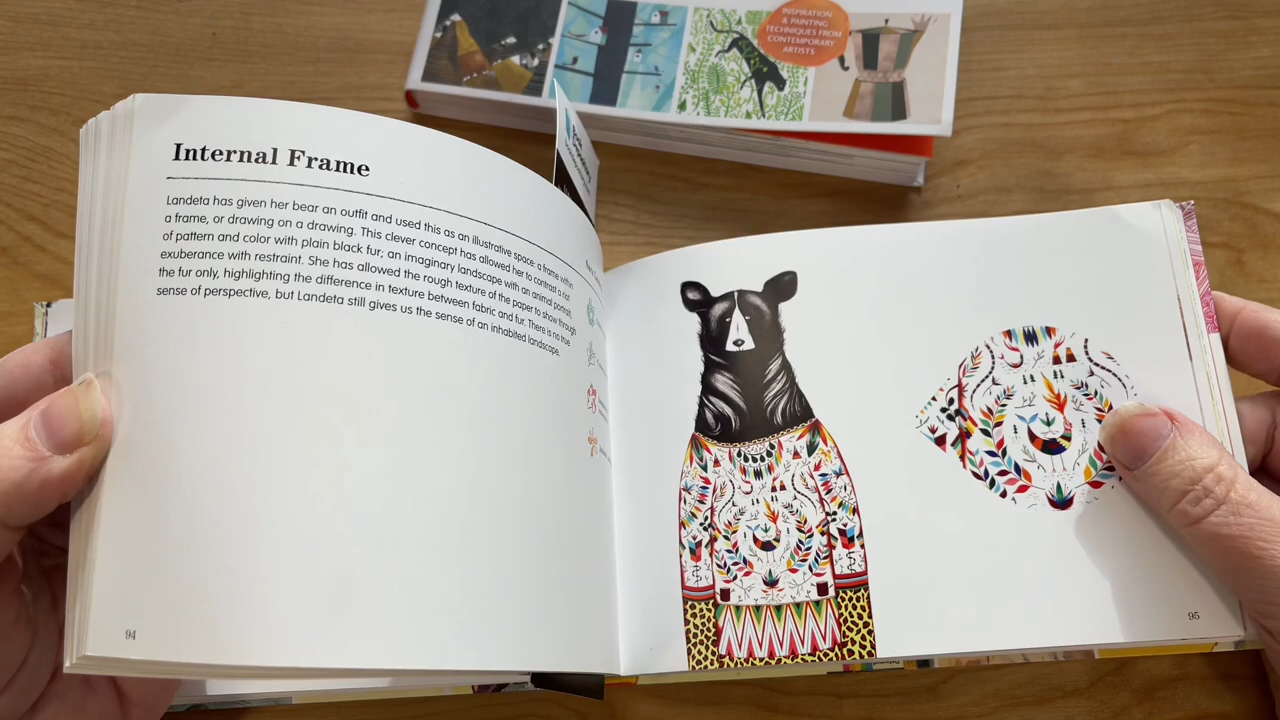 INSPIRATION
& PAINTING
TECHNIQUES FROM
CONTEMPORARY
ARTISTS
Internal Frame
Landeta has given her bear an outfit and used this as an illustrative space: a frame within
a frame, or drawing on a drawing. This clever concept has allowed her to contrast a riot
of pattern and color with plain black fur; an imaginary landscape with an animal portrait,
exuberance with restraint. She has allowed the rough texture of the paper to show through
the fur only, highlighting the difference in texture between fabric and fur. There is no true
sense of perspective, but Landeta still gives us the sense of an inhabited landscape.
94
95